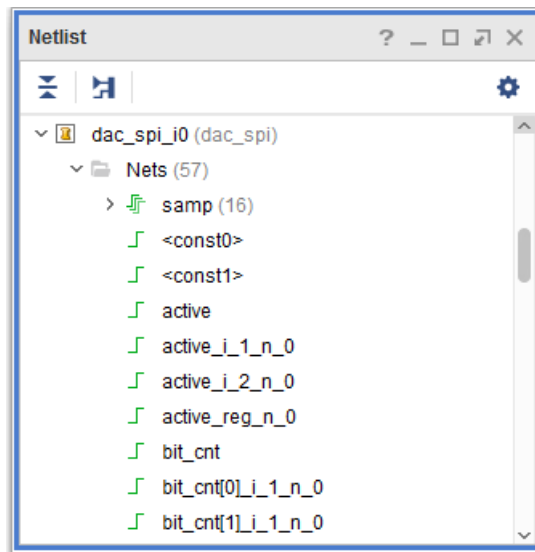 Netlist
dac_spi_i0 (dac_spi)
Nets (57)
samp (16)
<const0>
<const1>
active
active_i_1_n_0
active_i_2_n_0
active_reg_n_0
bit_cnt
bit_cnt[0]_i_1_n_0
bit_cnt[1]_i_1_n_0